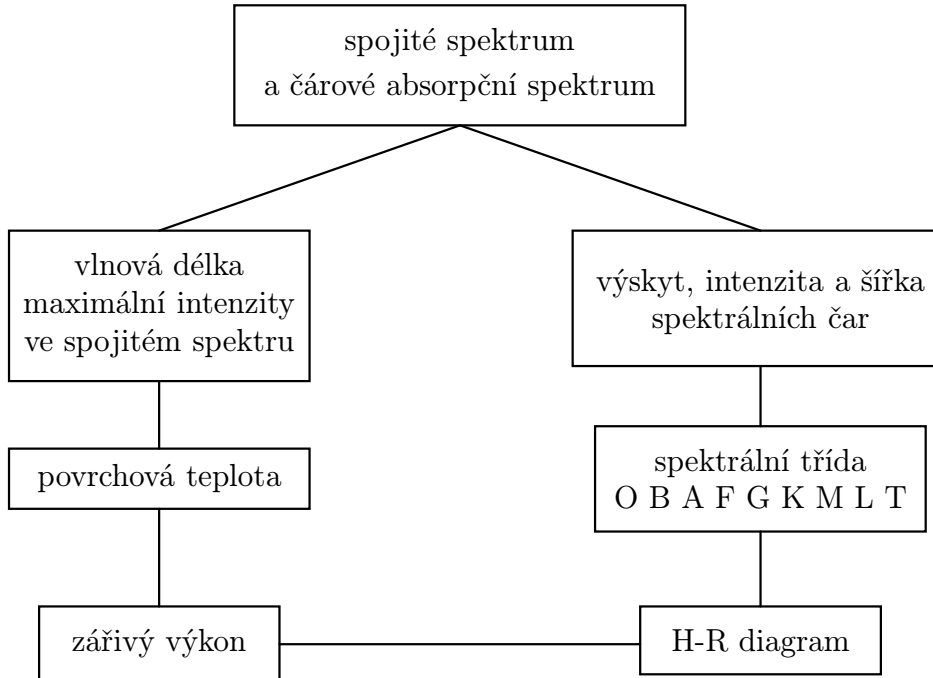 spojité spektrum
a čárové absorpční spektrum
vlnová délka
maximální intenzity
ve spojitém spektru
výskyt, intenzita a šířka
spektrálních čar
povrchová teplota
spektrální třída
O B A F G K M L T
zářivý výkon
H-R diagram